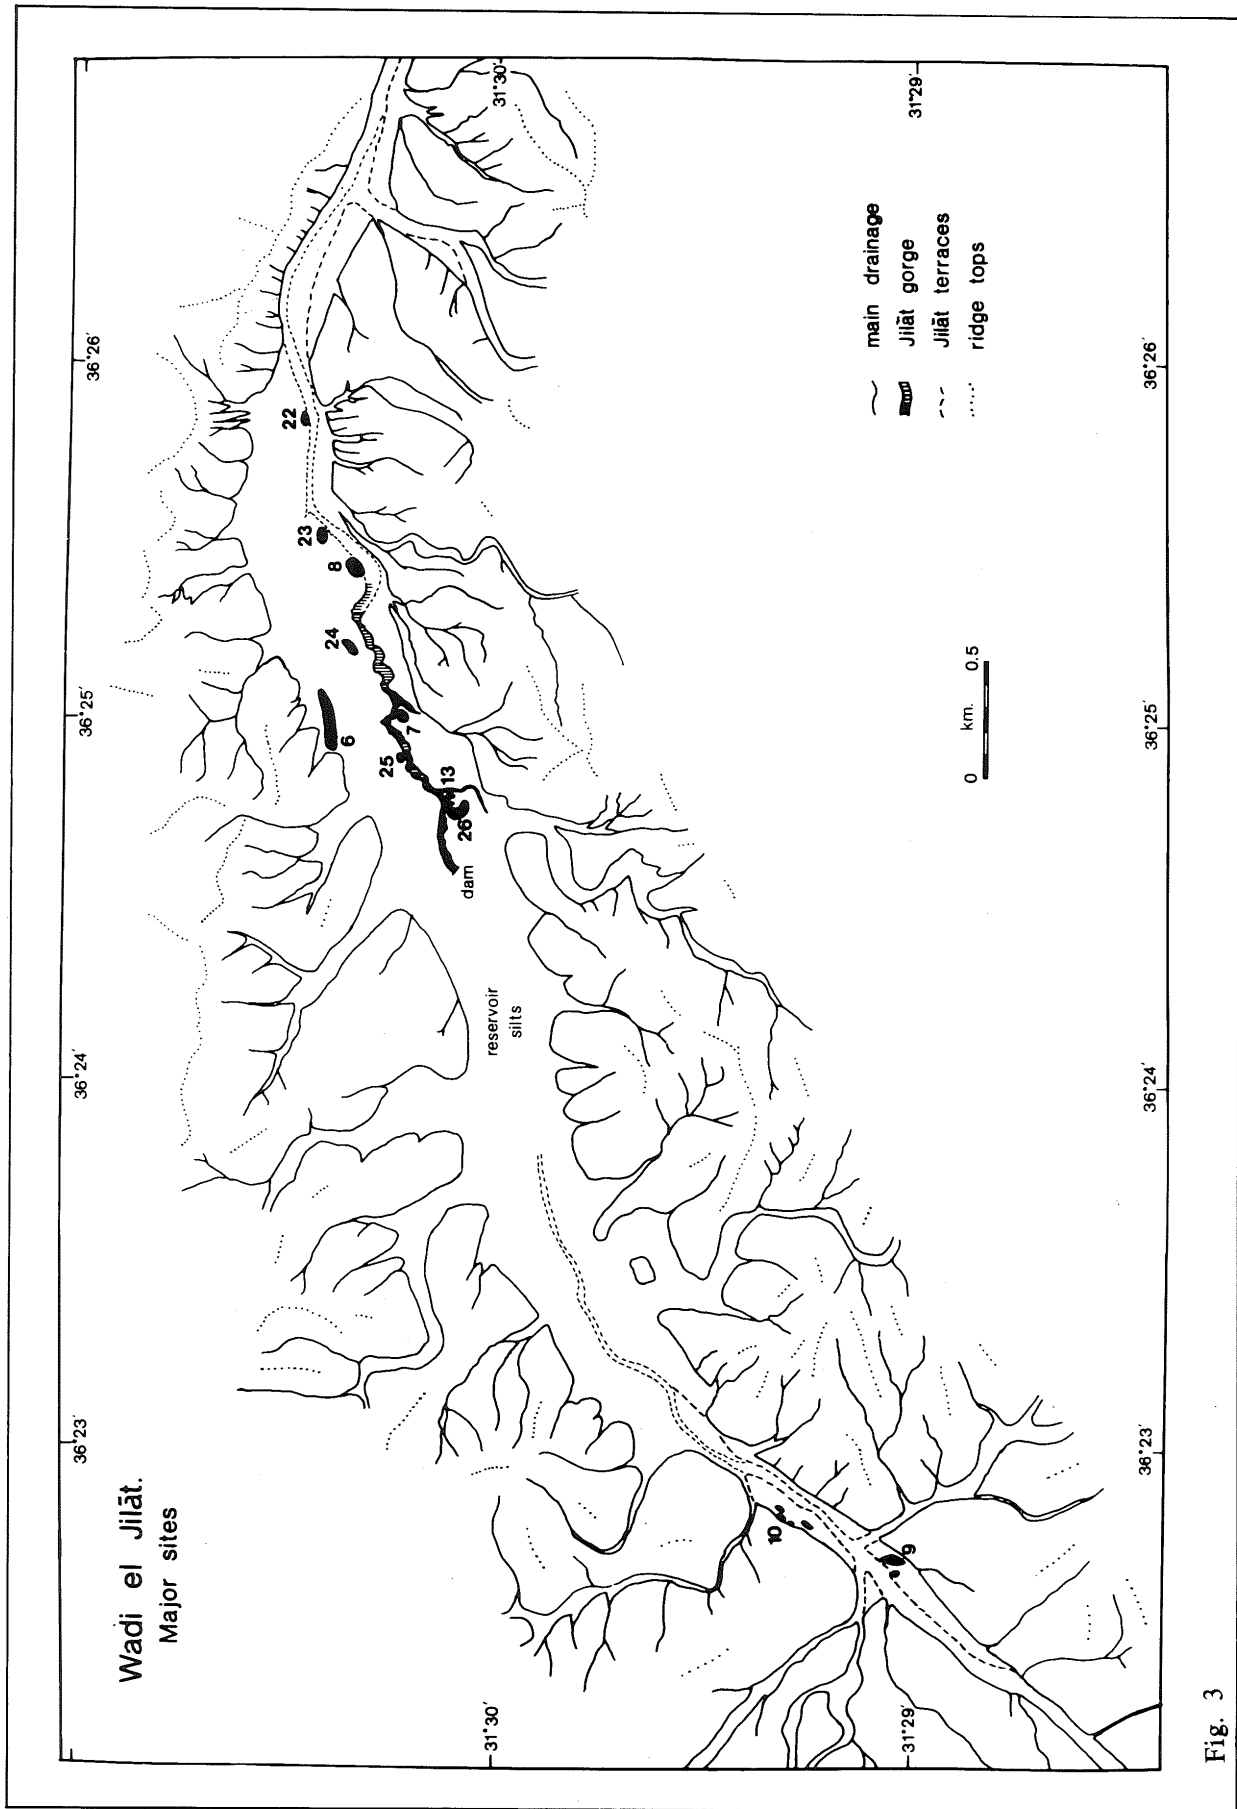 Wadi el Jilāt.
Major sites
36°23'
36°24'
36°25'
36°26'
31°30'
31°29'
31°30'
31°29'
36°23'
36°24'
36°25'
36°26'
22
23
8
24
6
7
25
13
26
dam
reservoir
silts
10
9
main drainage
Jilāt gorge
Jilāt terraces
ridge tops
0 km. 0.5
Fig. 3